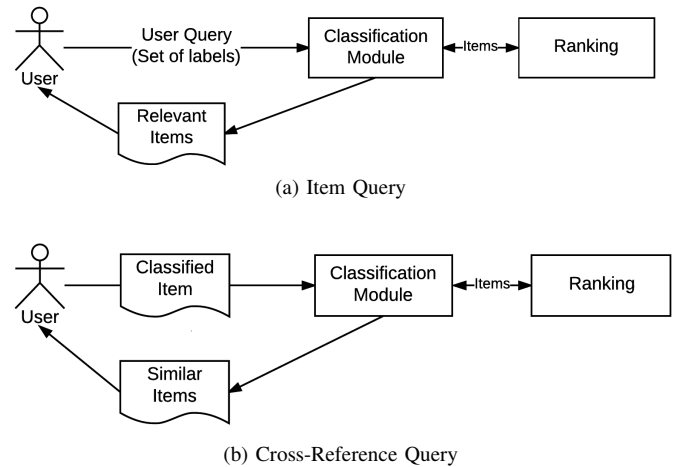 User Query
(Set of labels)
Classification
Module
Items
Ranking
User
Relevant
Items
(a) Item Query
Classified
Item
Classification
Module
Items
Ranking
User
Similar
Items
(b) Cross-Reference Query